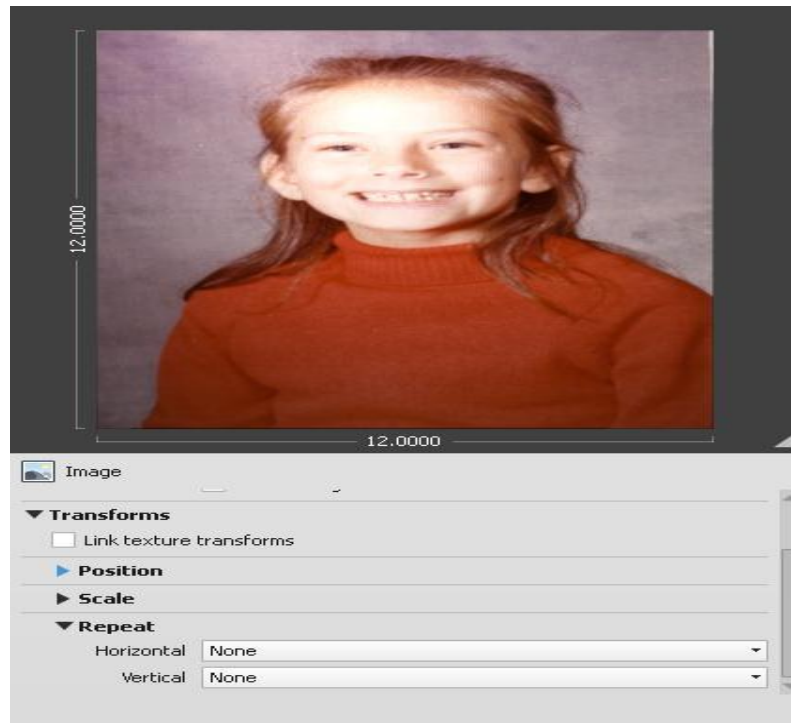 12.0000
12.0000
Image
Transforms
Link texture transforms
Position
Scale
Repeat
Horizontal None
Vertical None